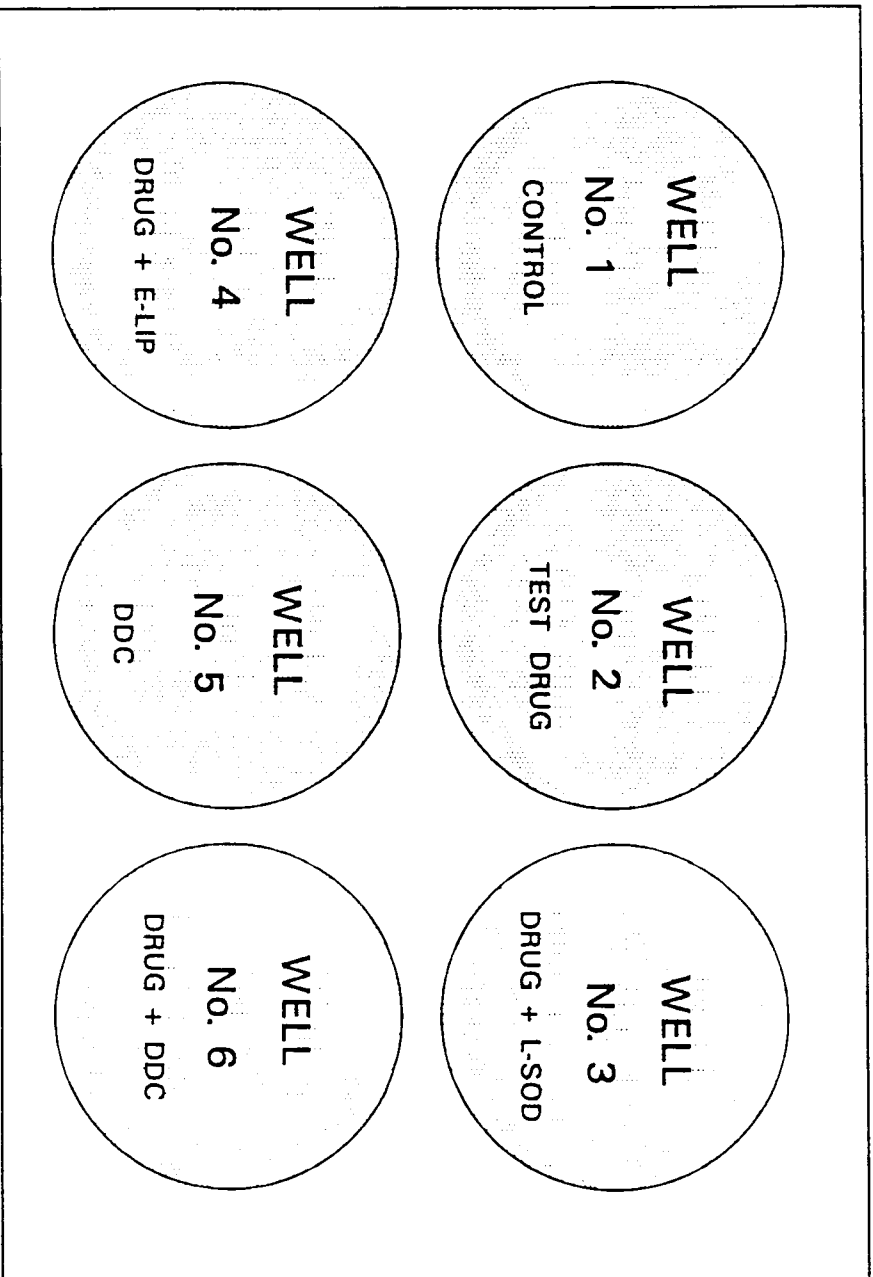 WELL
No. 1
CONTROL
WELL
No. 2
TEST DRUG
WELL
No. 3
DRUG + L-SOD
WELL
No. 4
DRUG + E-LIP
WELL
No. 5
DDC
WELL
No. 6
DRUG + DDC